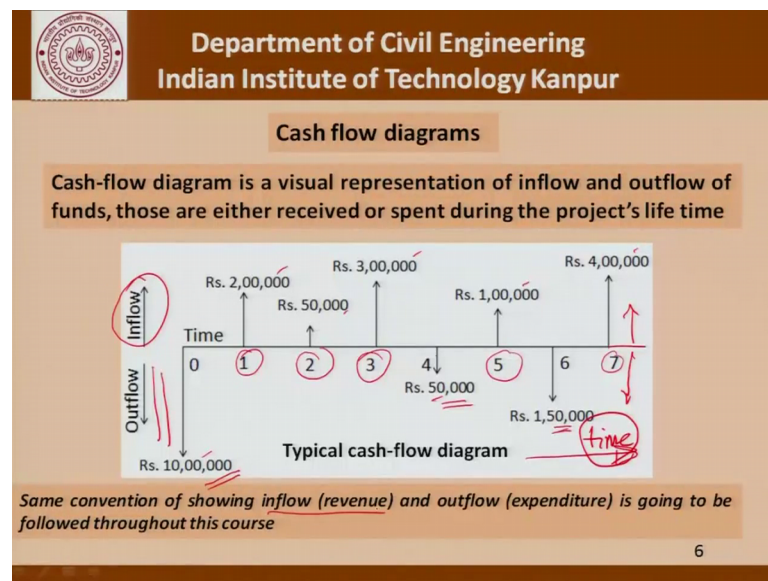 Department of Civil Engineering
Indian Institute of Technology Kanpur
Cash flow diagrams
Cash-flow diagram is a visual representation of inflow and outflow of
funds, those are either received or spent during the project's life time
Rs. 4,00,000
Rs. 3,00,000
Rs. 2,00,000
Rs. 1,00,000
Rs. 50,000
Inflow
Time
0 1 2 3 4 5 6 7
Outflow
Rs. 50,000
Rs. 1,50,000
time
Typical cash-flow diagram
Rs. 10,00,000
Same convention of showing inflow (revenue) and outflow (expenditure) is going to be
followed throughout this course
6